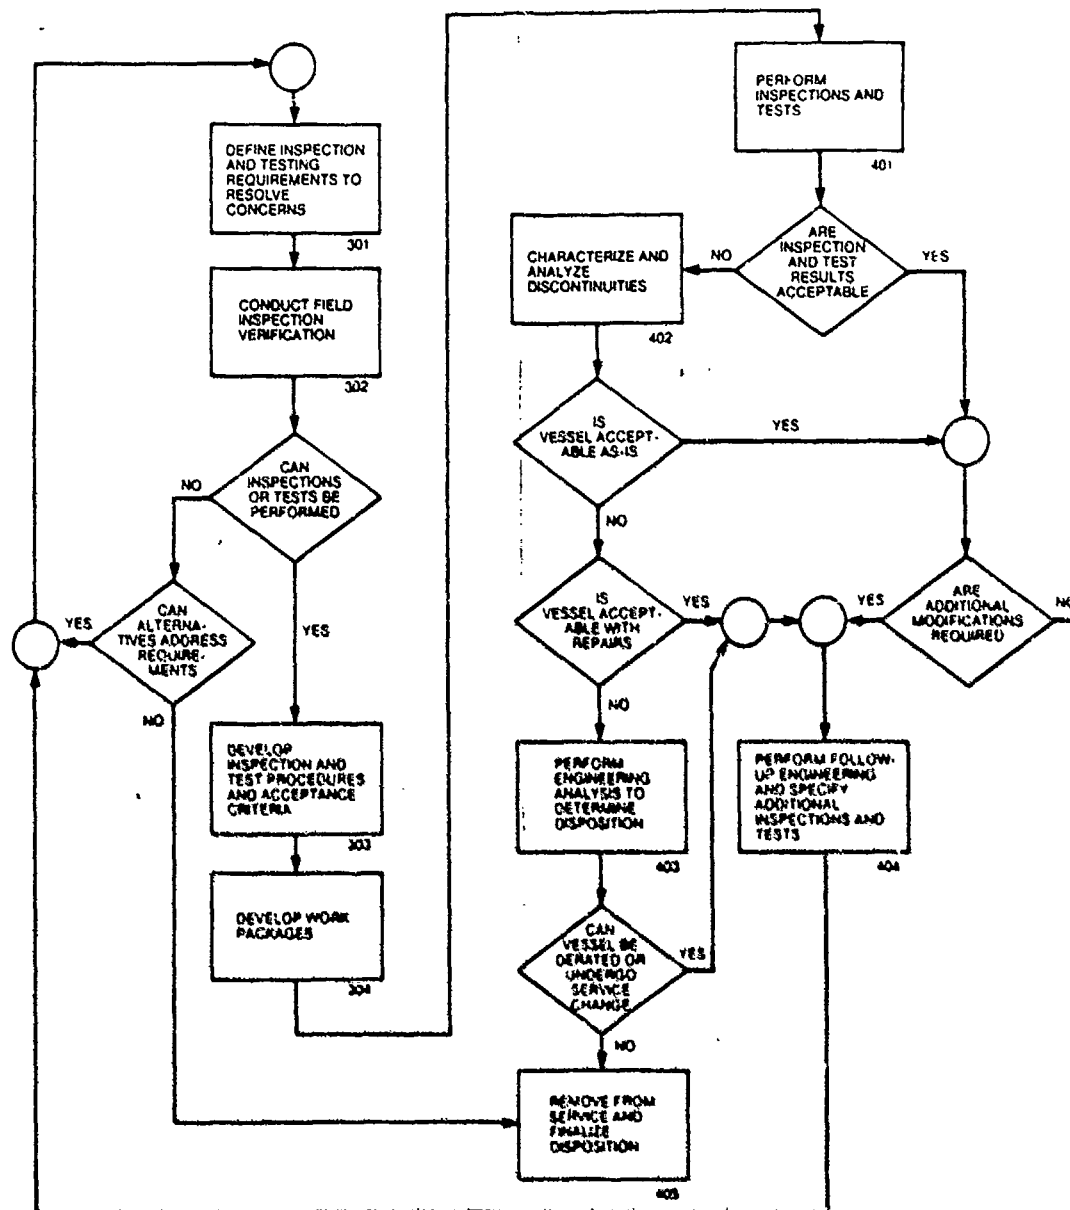 DEFINE INSPECTION
AND TESTING
REQUIREMENTS TO
RESOLVE
CONCERNS
301
CONDUCT FIELD
INSPECTION
VERIFICATION
302
CAN
INSPECTIONS
OR TESTS BE
PERFORMED
NO
YES
CAN
ALTERNA-
TIVES ADDRESS
REQUIRE-
MENTS
YES
NO
DEVELOP
INSPECTION AND
TEST PROCEDURES
AND ACCEPTANCE
CRITERIA
303
DEVELOP WORK
PACKAGES
304
PERFORM
INSPECTIONS AND
TESTS
401
ARE
INSPECTION
AND TEST
RESULTS
ACCEPTABLE
NO
YES
CHARACTERIZE AND
ANALYZE
DISCONTINUITIES
402
IS
VESSEL ACCEPT-
ABLE AS-IS
YES
NO
IS
VESSEL ACCEPT-
ABLE WITH
REPAIRS
YES
NO
ARE
ADDITIONAL
MODIFICATIONS
REQUIRED
YES
NO
PERFORM
ENGINEERING
ANALYSIS TO
DETERMINE
DISPOSITION
403
PERFORM FOLLOW-
UP ENGINEERING
AND SPECIFY
ADDITIONAL
INSPECTIONS AND
TESTS
404
CAN
VESSEL BE
DERATED OR
UNDERGO
SERVICE
CHANGE
YES
NO
REMOVE FROM
SERVICE AND
FINALIZE
DISPOSITION
405